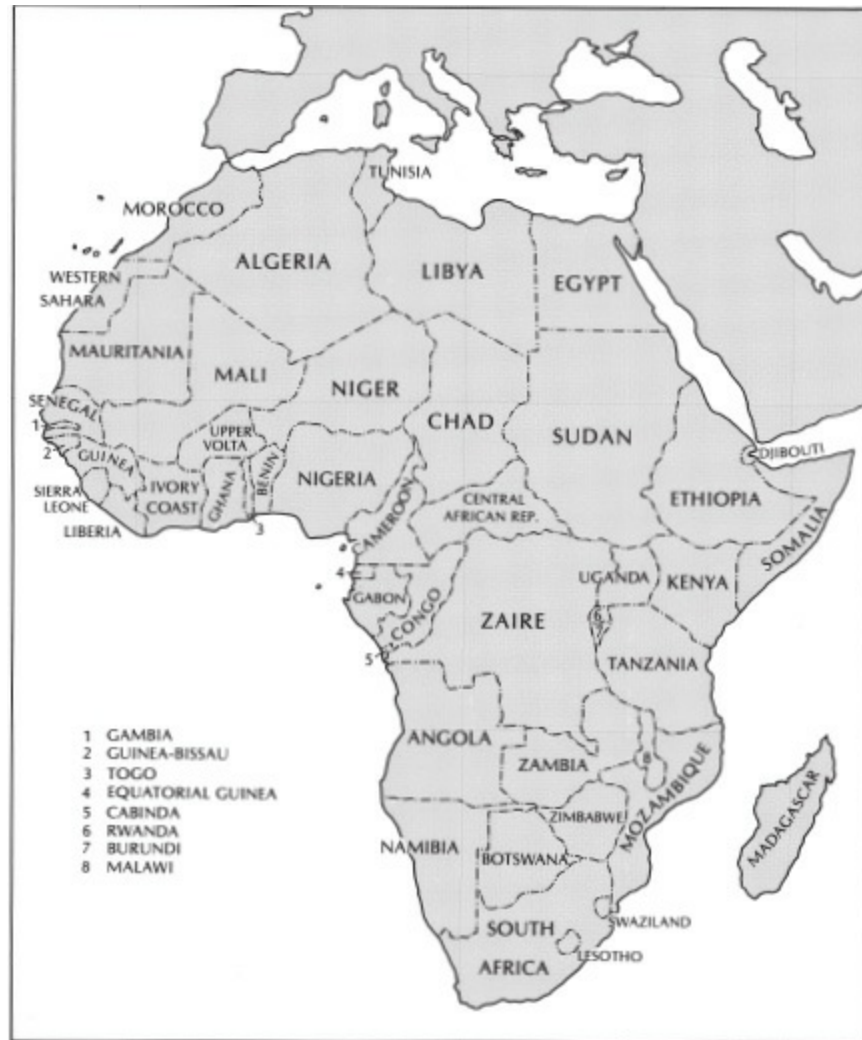 TUNISIA
MOROCCO
ALGERIA
LIBYA
EGYPT
WESTERN
SAHARA
MAURITANIA
MALI
NIGER
CHAD
SUDAN
SENEGAL
1
2
GUINEA
UPPER
VOLTA
BENIN
NIGERIA
DJIBOUTI
ETHIOPIA
SIERRA
LEONE
IVORY
COAST
GHANA
LIBERIA
3
CAMEROON
CENTRAL
AFRICAN REP.
SOMALIA
4
GABON
CONGO
UGANDA
KENYA
ZAIRE
6
7
5
TANZANIA
ANGOLA
ZAMBIA
8
MOZAMBIQUE
MADAGASCAR
ZIMBABWE
NAMIBIA
BOTSWANA
SWAZILAND
SOUTH
AFRICA
LESOTHO
1 GAMBIA
2 GUINEA-BISSAU
3 TOGO
4 EQUATORIAL GUINEA
5 CABINDA
6 RWANDA
7 BURUNDI
8 MALAWI